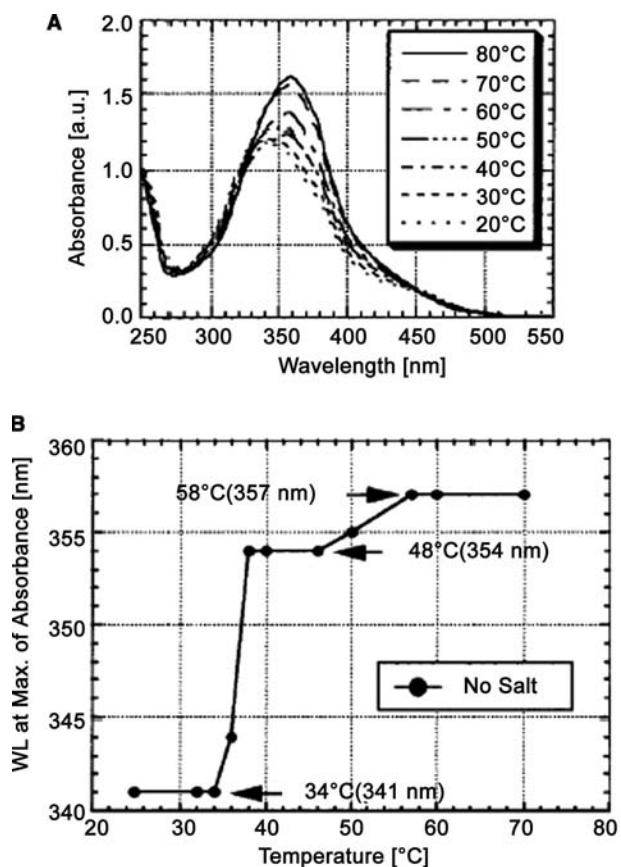 A
2.0
1.5
1.0
0.5
0.0
Absorbance [a.u.]
80°C
70°C
60°C
50°C
40°C
30°C
20°C
250 300 350 400 450 500 550
Wavelength [nm]
B
360
355
350
345
340
WL at Max. of Absorbance [nm]
58°C(357 nm)
48°C (354 nm)
No Salt
34°C(341 nm)
20 30 40 50 60 70 80
Temperature [°C]